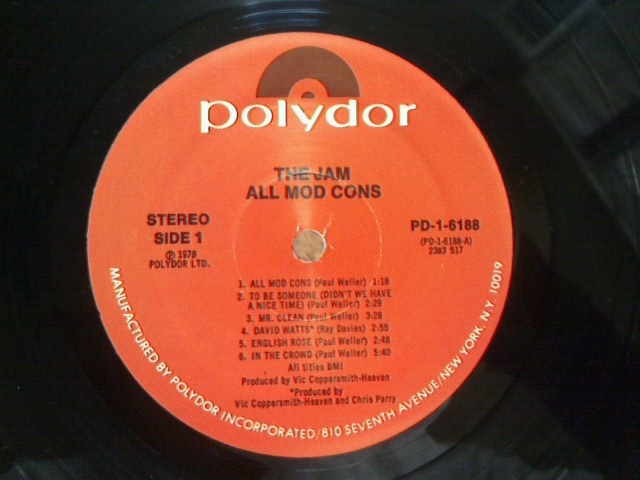 polydor
THE JAM
ALL MOD CONS
STEREO
SIDE 1
℗ 1978
POLYDOR LTD.
PD-1-6188
(PD-1-6188-A)
2383 517
1. ALL MOD CONS (Paul Weller) 1:18
2. TO BE SOMEONE (DIDN'T WE HAVE
A NICE TIME) (Paul Weller) 2:29
3. MR. CLEAN (Paul Weller) 3:28
4. DAVID WATTS* (Ray Davies) 2:55
5. ENGLISH ROSE (Paul Weller) 2:48
6. IN THE CROWD (Paul Weller) 5:40
All titles BMI
Produced by Vic Coppersmith-Heaven
*Produced by
Vic Coppersmith-Heaven and Chris Parry
MANUFACTURED BY POLYDOR INCORPORATED/810 SEVENTH AVENUE/NEW YORK, N.Y. 10019